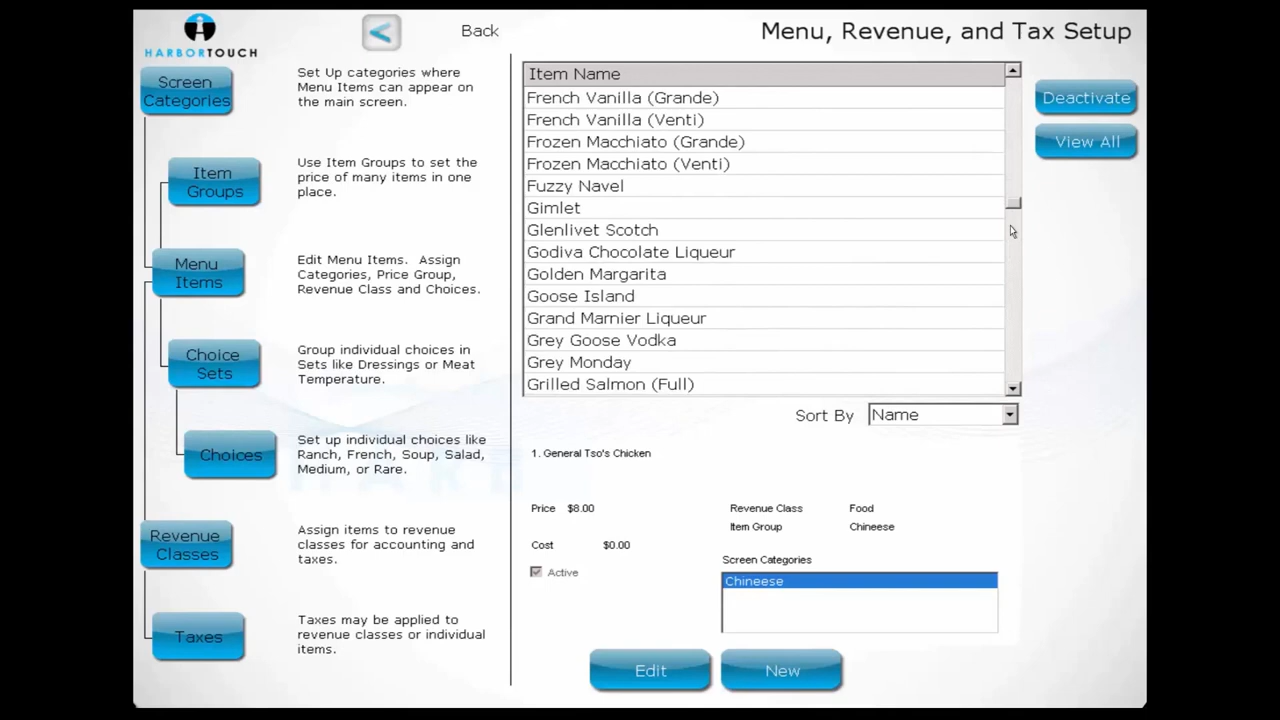 HARBORTOUCH
Back
Menu, Revenue, and Tax Setup
Screen
Categories
Set Up categories where
Menu Items can appear on
the main screen.
Item
Groups
Use Item Groups to set the
price of many items in one
place.
Menu
Items
Edit Menu Items. Assign
Categories, Price Group,
Revenue Class and Choices.
Choice
Sets
Group individual choices in
Sets like Dressings or Meat
Temperature.
Choices
Set up individual choices like
Ranch, French, Soup, Salad,
Medium, or Rare.
Revenue
Classes
Assign items to revenue
classes for accounting and
taxes.
Taxes
Taxes may be applied to
revenue classes or individual
items.
Item Name
French Vanilla (Grande)
French Vanilla (Venti)
Frozen Macchiato (Grande)
Frozen Macchiato (Venti)
Fuzzy Navel
Gimlet
Glenlivet Scotch
Godiva Chocolate Liqueur
Golden Margarita
Goose Island
Grand Marnier Liqueur
Grey Goose Vodka
Grey Monday
Grilled Salmon (Full)
Deactivate
View All
Sort By Name
1. General Tso's Chicken
Price $8.00 Revenue Class Food
Item Group Chineese
Cost $0.00
Active
Screen Categories
Chineese
Edit
New